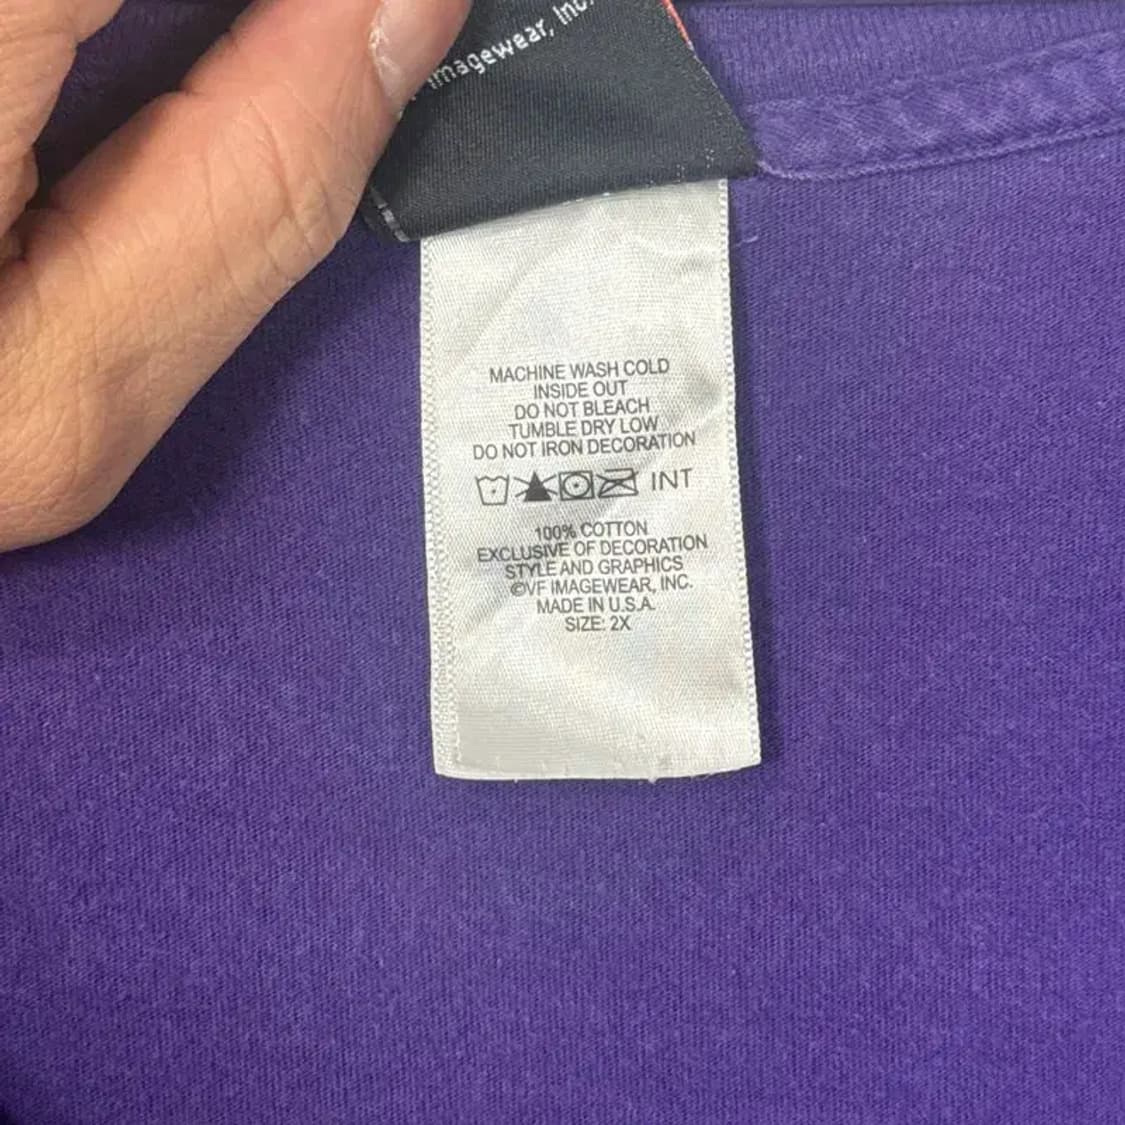 Imagewear, Inc.
MACHINE WASH COLD
INSIDE OUT
DO NOT BLEACH
TUMBLE DRY LOW
DO NOT IRON DECORATION
INT
100% COTTON
EXCLUSIVE OF DECORATION
STYLE AND GRAPHICS
©VF IMAGEWEAR, INC.
MADE IN U.S.A.
SIZE: 2X